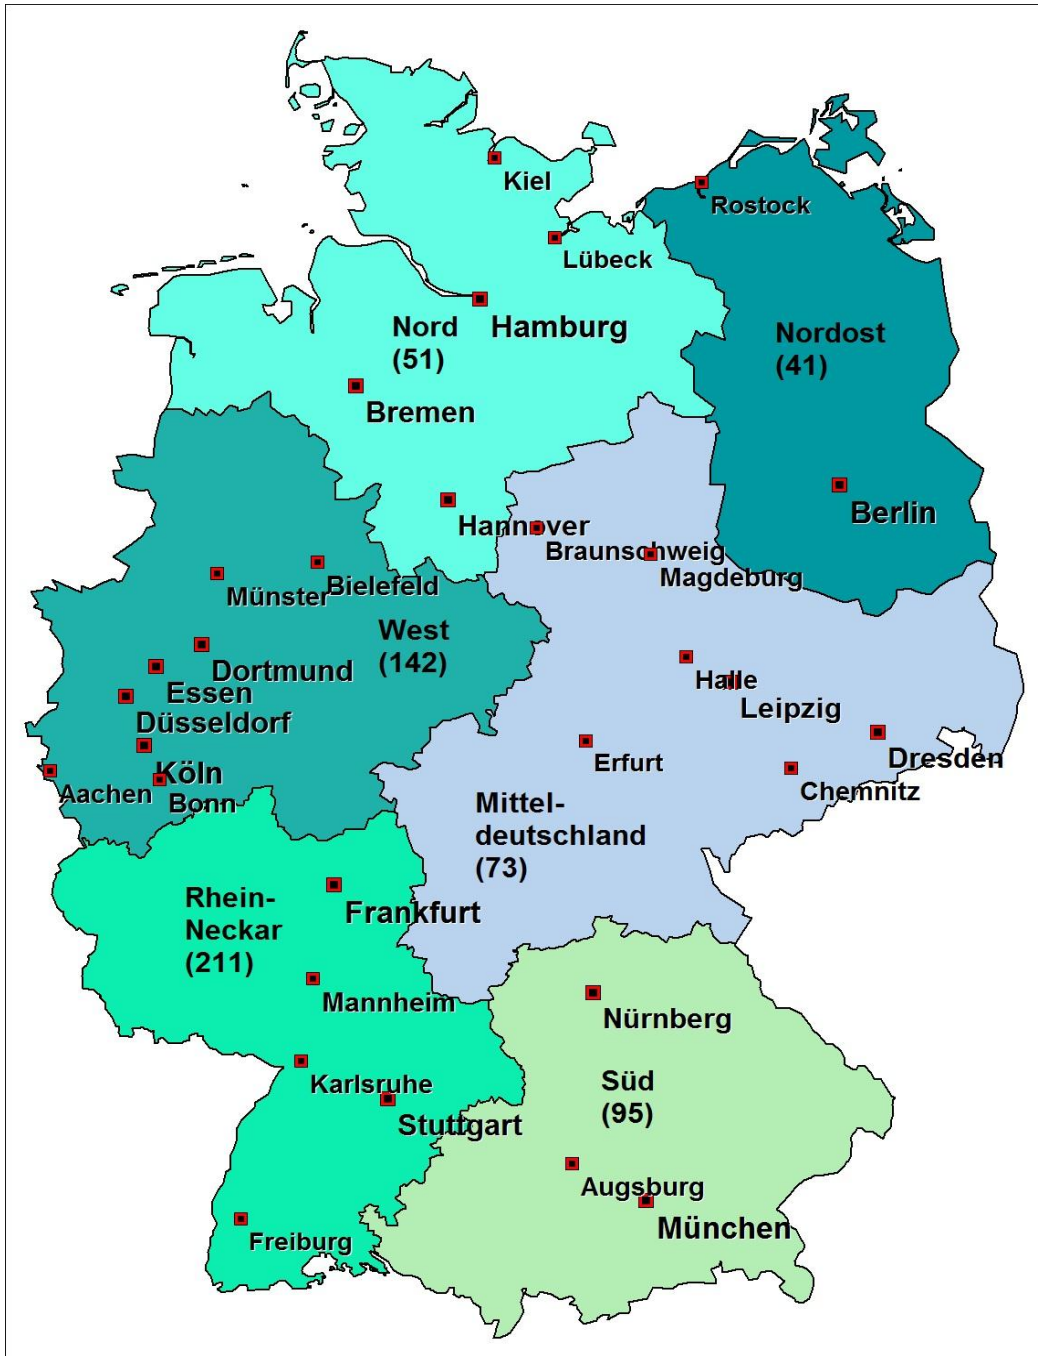 Kiel
Rostock
Lübeck
Nord
(51)
Hamburg
Nordost
(41)
Bremen
Berlin
Hannover
Braunschweig
Magdeburg
Bielefeld
Münster
West
(142)
Dortmund
Essen
Düsseldorf
Halle
Leipzig
Köln
Aachen
Bonn
Erfurt
Dresden
Chemnitz
Mittel-
deutschland
(73)
Rhein-
Neckar
(211)
Frankfurt
Mannheim
Nürnberg
Karlsruhe
Stuttgart
Süd
(95)
Augsburg
München
Freiburg